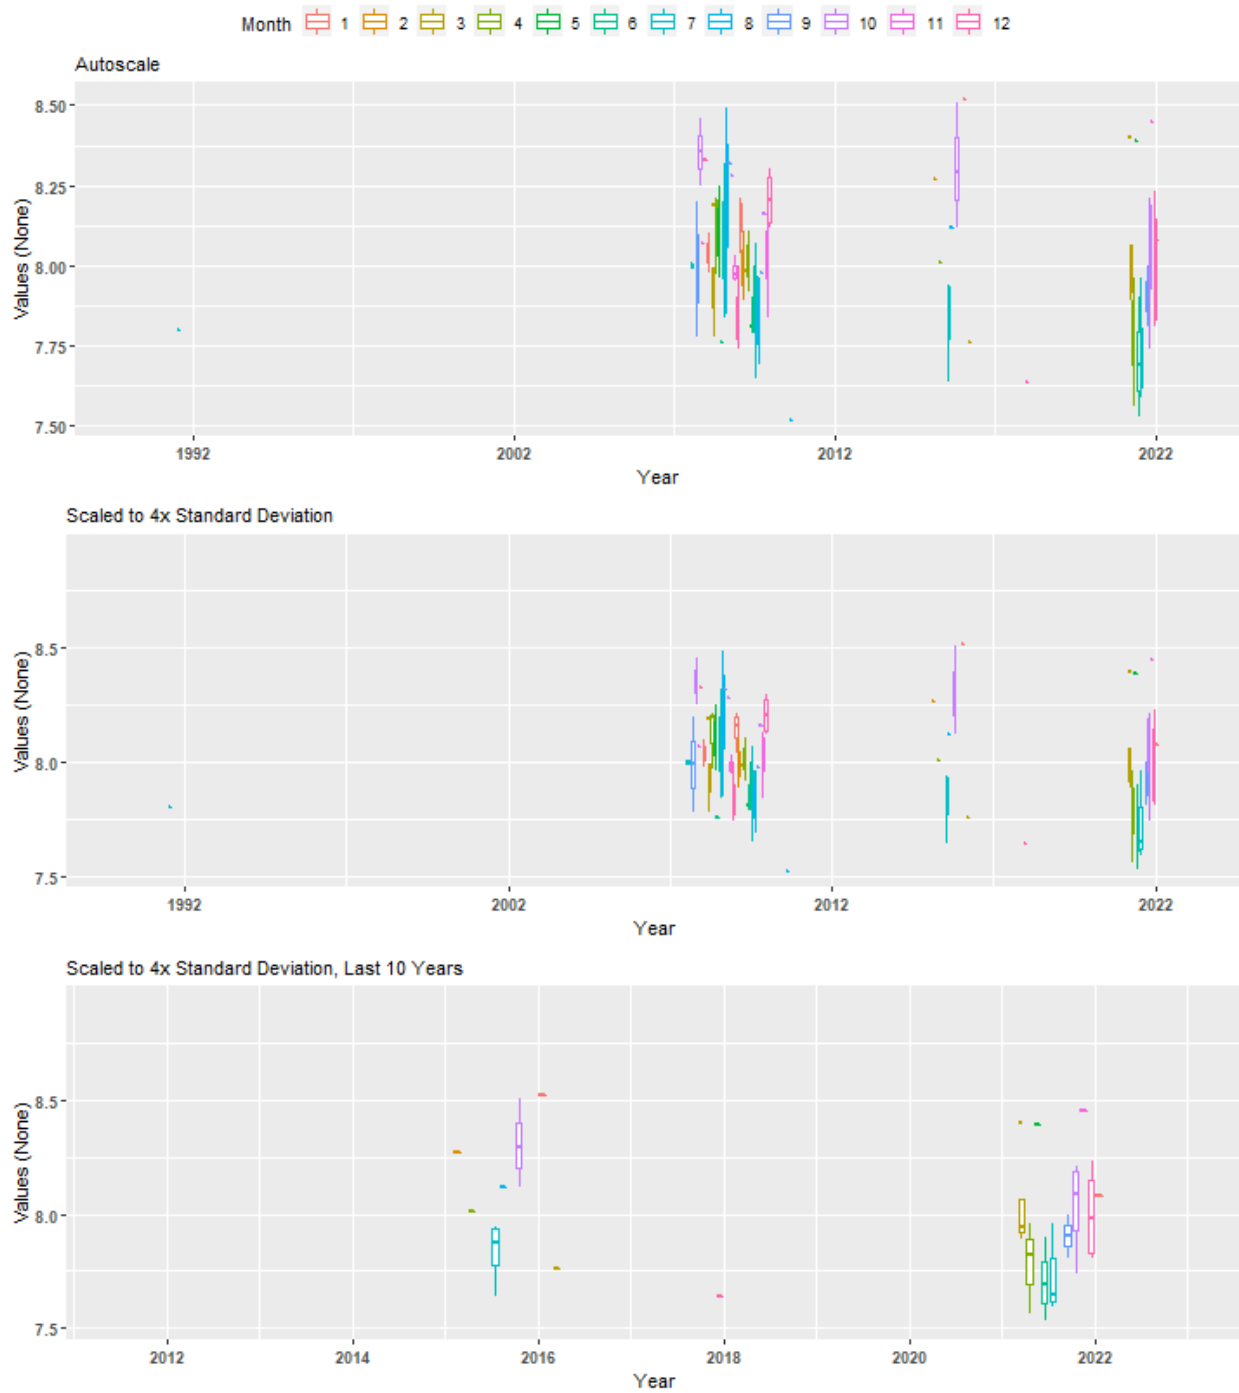 Month 1 2 3 4 5 6 7 8 9 10 11 12
Autoscale
Values (None)
8.50
8.25
8.00
7.75
7.50
1992 2002 2012 2022
Year
Scaled to 4x Standard Deviation
Values (None)
8.5
8.0
7.5
1992 2002 2012 2022
Year
Scaled to 4x Standard Deviation, Last 10 Years
Values (None)
8.5
8.0
7.5
2012 2014 2016 2018 2020 2022
Year